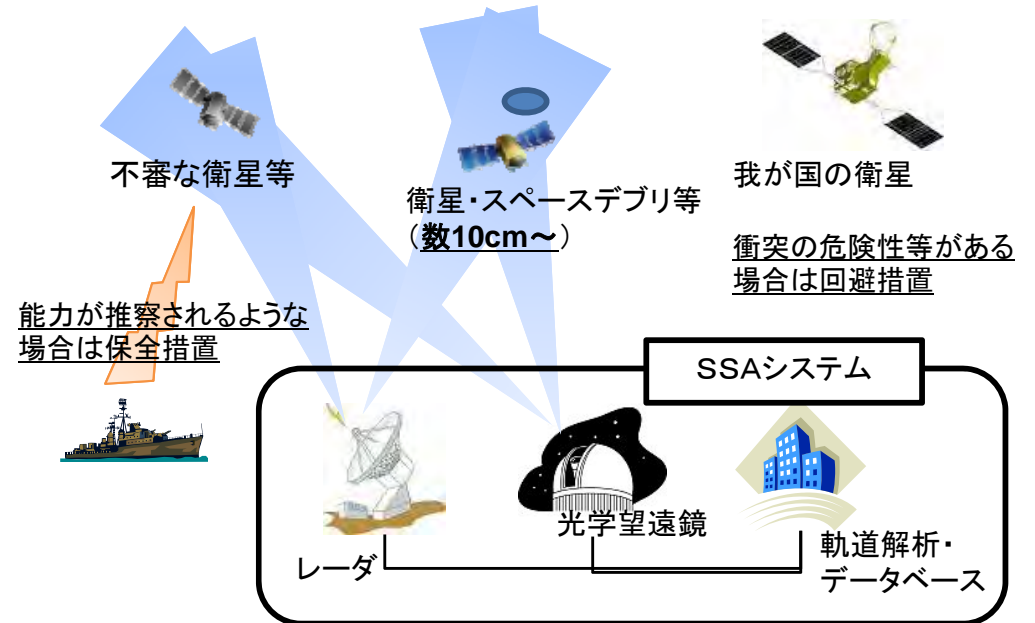 不審な衛星等
衛星・スペースデブリ等
(数10cm～)
我が国の衛星
衝突の危険性等がある
場合は回避措置
能力が推察されるような
場合は保全措置
SSAシステム
レーダ
光学望遠鏡
軌道解析・
データベース